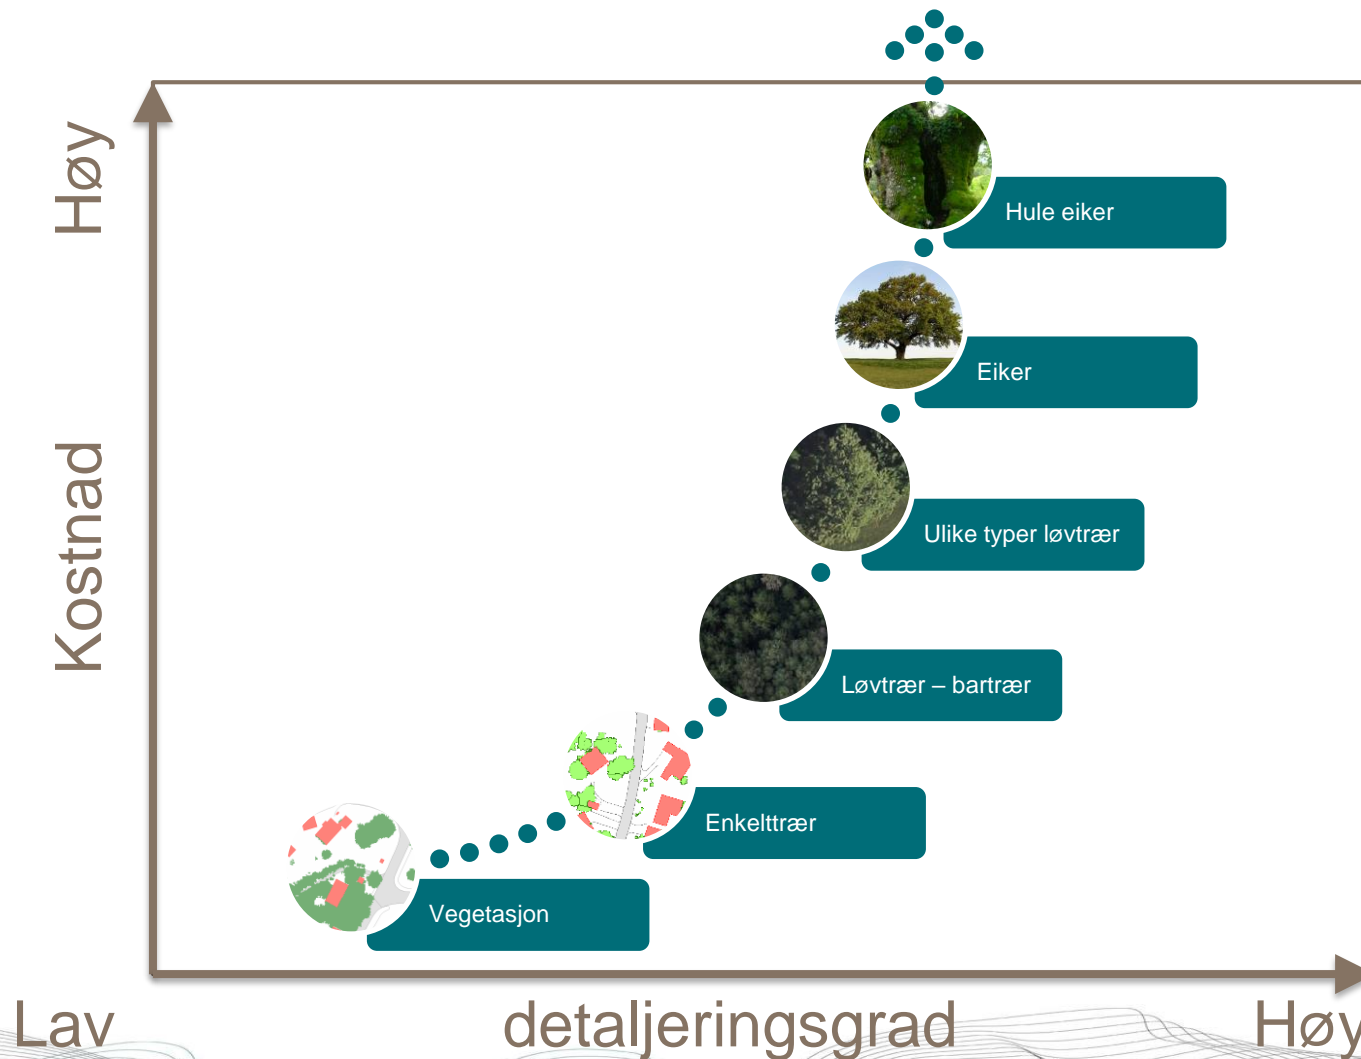 Høy
Hule eiker
Eiker
Kostnad
Ulike typer løvtrær
Løvtrær – bartrær
Enkelttrær
Vegetasjon
Lav
detaljeringsgrad
Høy